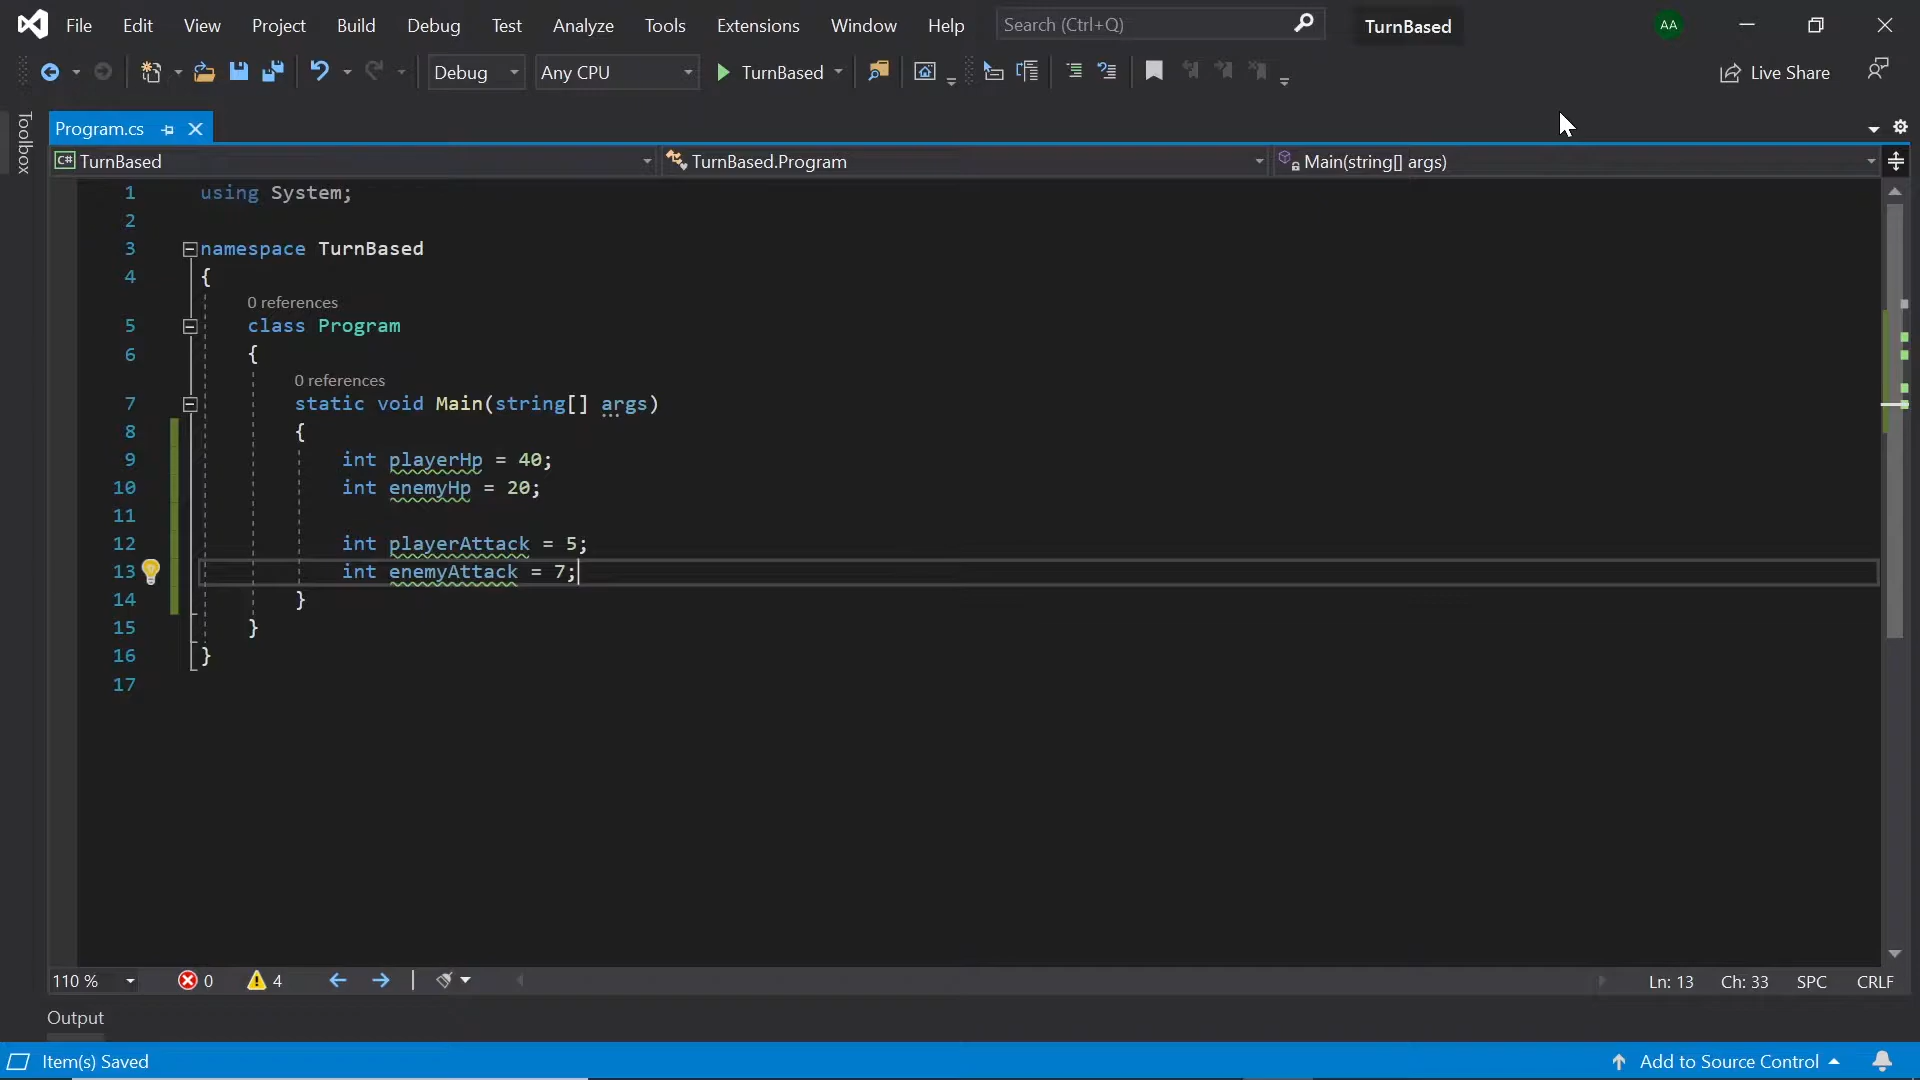 File Edit View Project Build Debug Test Analyze Tools Extensions Window Help Search (Ctrl+Q) TurnBased AA
Debug Any CPU TurnBased Live Share
Toolbox
Program.cs
C# TurnBased TurnBased.Program Main(string[] args)
1 using System;
2
3 namespace TurnBased
4 {
0 references
5 class Program
6 {
0 references
7 static void Main(string[] args)
8 {
9 int playerHp = 40;
10 int enemyHp = 20;
11
12 int playerAttack = 5;
13 int enemyAttack = 7;
14 }
15 }
16 }
17
110 % 0 4 Ln: 13 Ch: 33 SPC CRLF
Output
Item(s) Saved Add to Source Control